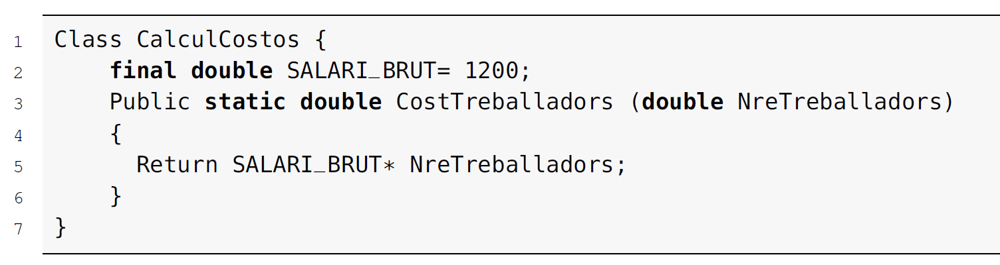 1 Class CalculCostos {
2 final double SALARI_BRUT= 1200;
3 Public static double CostTreballadors (double NreTreballadors)
4 {
5 Return SALARI_BRUT* NreTreballadors;
6 }
7 }